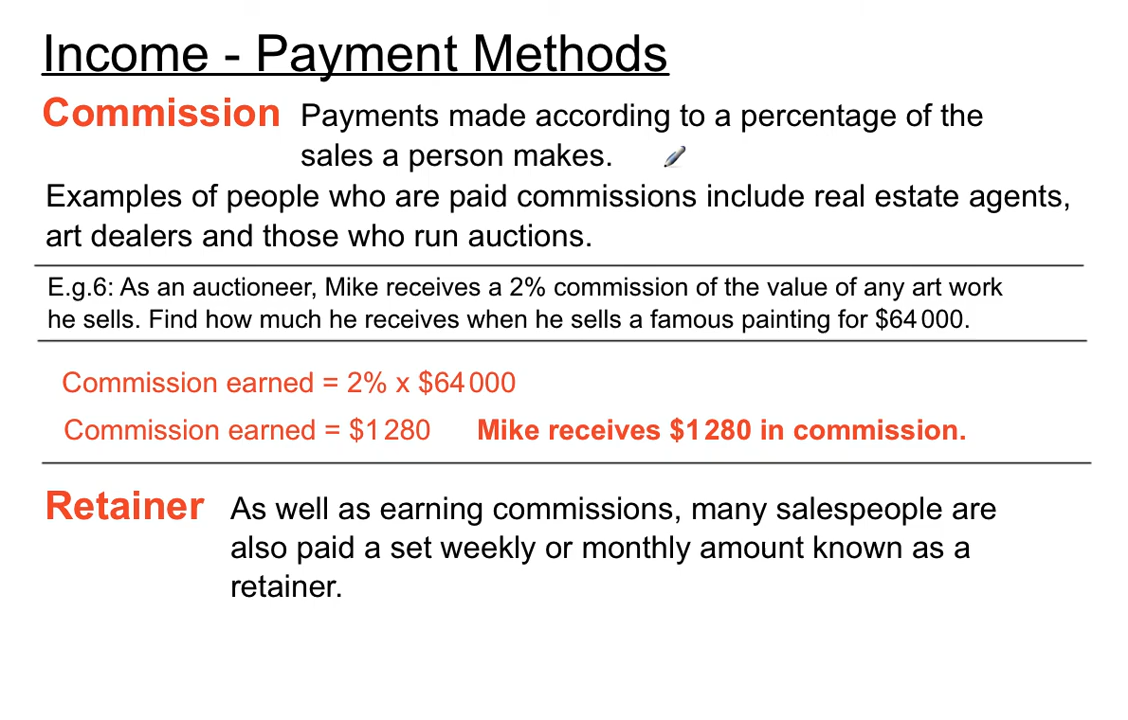 Income - Payment Methods
Commission Payments made according to a percentage of the
sales a person makes.
Examples of people who are paid commissions include real estate agents,
art dealers and those who run auctions.
E.g.6: As an auctioneer, Mike receives a 2% commission of the value of any art work
he sells. Find how much he receives when he sells a famous painting for $64 000.
Commission earned = 2% x $64 000
Commission earned = $1 280 Mike receives $1 280 in commission.
Retainer As well as earning commissions, many salespeople are
also paid a set weekly or monthly amount known as a
retainer.